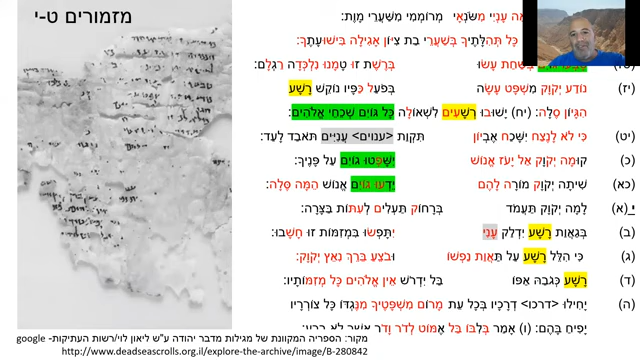 מזמורים ט-י
עָנְיִי מִשֹּׂנְאָי מְרוֹמְמִי מִשַּׁעֲרֵי מָוֶת:
כָּל תְּהִלָּתֶיךָ בְּשַׁעֲרֵי בַת צִיּוֹן אָגִילָה בִּישׁוּעָתֶךָ:
בְּשַׁחַת עָשׂוּ בְּרֶשֶׁת זוּ טָמָנוּ נִלְכְּדָה רַגְלָם:
(יז) נוֹדַע יְקֹוָק מִשְׁפָּט עָשָׂה בְּפֹעַל כַּפָּיו נוֹקֵשׁ רָשָׁע
הִגָּיוֹן סֶלָה: (יח) יָשׁוּבוּ רְשָׁעִים לִשְׁאוֹלָה כָּל גּוֹיִם שְׁכֵחֵי אֱלֹהִים:
(יט) כִּי לֹא לָנֶצַח יִשָּׁכַח אֶבְיוֹן תִּקְוַת <ענוים> עֲנִיִּים תֹּאבַד לָעַד:
(כ) קוּמָה יְקֹוָק אַל יָעֹז אֱנוֹשׁ יִשָּׁפְטוּ גוֹיִם עַל פָּנֶיךָ:
(כא) שִׁיתָה יְקֹוָק מוֹרָה לָהֶם יֵדְעוּ גוֹיִם אֱנוֹשׁ הֵמָּה סֶּלָה:
י (א) לָמָה יְקֹוָק תַּעֲמֹד בְּרָחוֹק תַּעְלִים לְעִתּוֹת בַּצָּרָה:
(ב) בְּגַאֲוַת רָשָׁע יִדְלַק עָנִי יִתָּפְשׂוּ בִּמְזִמּוֹת זוּ חָשָׁבוּ:
(ג) כִּי הִלֵּל רָשָׁע עַל תַּאֲוַת נַפְשׁוֹ וּבֹצֵעַ בֵּרֵךְ נִאֵץ יְקֹוָק:
(ד) רָשָׁע כְּגֹבַהּ אַפּוֹ בַּל יִדְרֹשׁ אֵין אֱלֹהִים כָּל מְזִמּוֹתָיו:
(ה) יָחִילוּ <דרכו> דְרָכָיו בְּכָל עֵת מָרוֹם מִשְׁפָּטֶיךָ מִנֶּגְדּוֹ כָּל צוֹרְרָיו
יָפִיחַ בָּהֶם: (ו) אָמַר בְּלִבּוֹ בַּל אֶמּוֹט לְדֹר וָדֹר אֲשֶׁר לֹא בְרָע:
מקור: הספריה המקוונת של מגילות מדבר יהודה ע"ש ליאון לוי/רשות העתיקות- google
http://www.deadseascrolls.org.il/explore-the-archive/image/B-280842